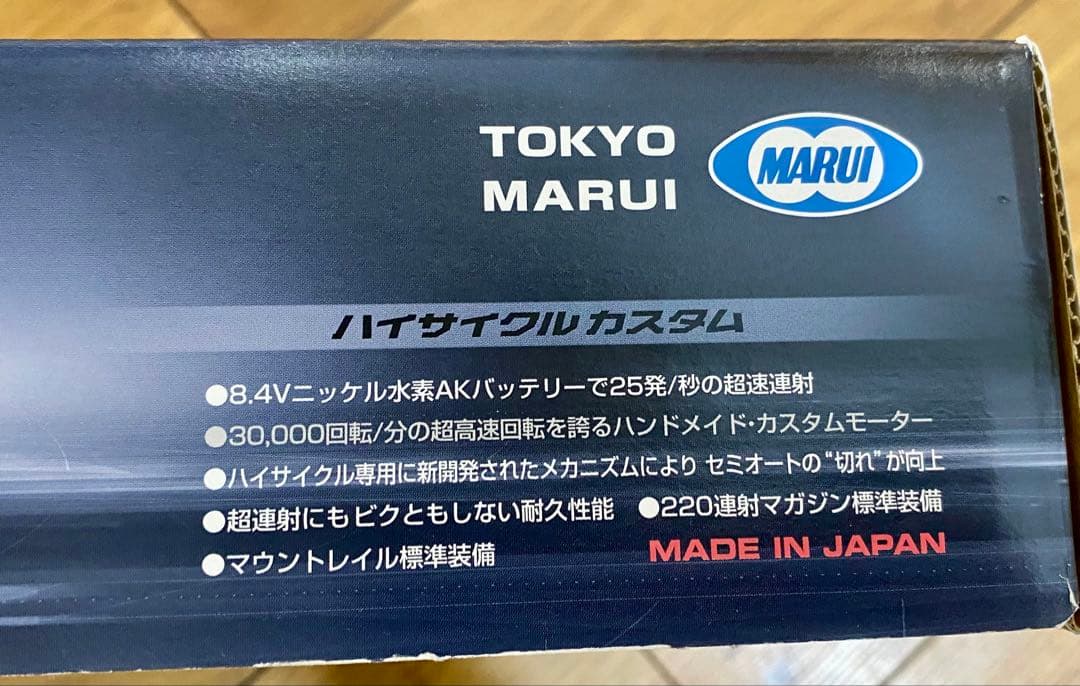 TOKYO
MARUI
MARUI
ハイサイクルカスタム
●8.4Vニッケル水素AKバッテリーで25発/秒の超速連射
●30,000回転/分の超高速回転を誇るハンドメイド・カスタムモーター
●ハイサイクル専用に新開発されたメカニズムにより セミオートの“切れ”が向上
●超連射にもビクともしない耐久性能 ●220連射マガジン標準装備
●マウントレイル標準装備 MADE IN JAPAN